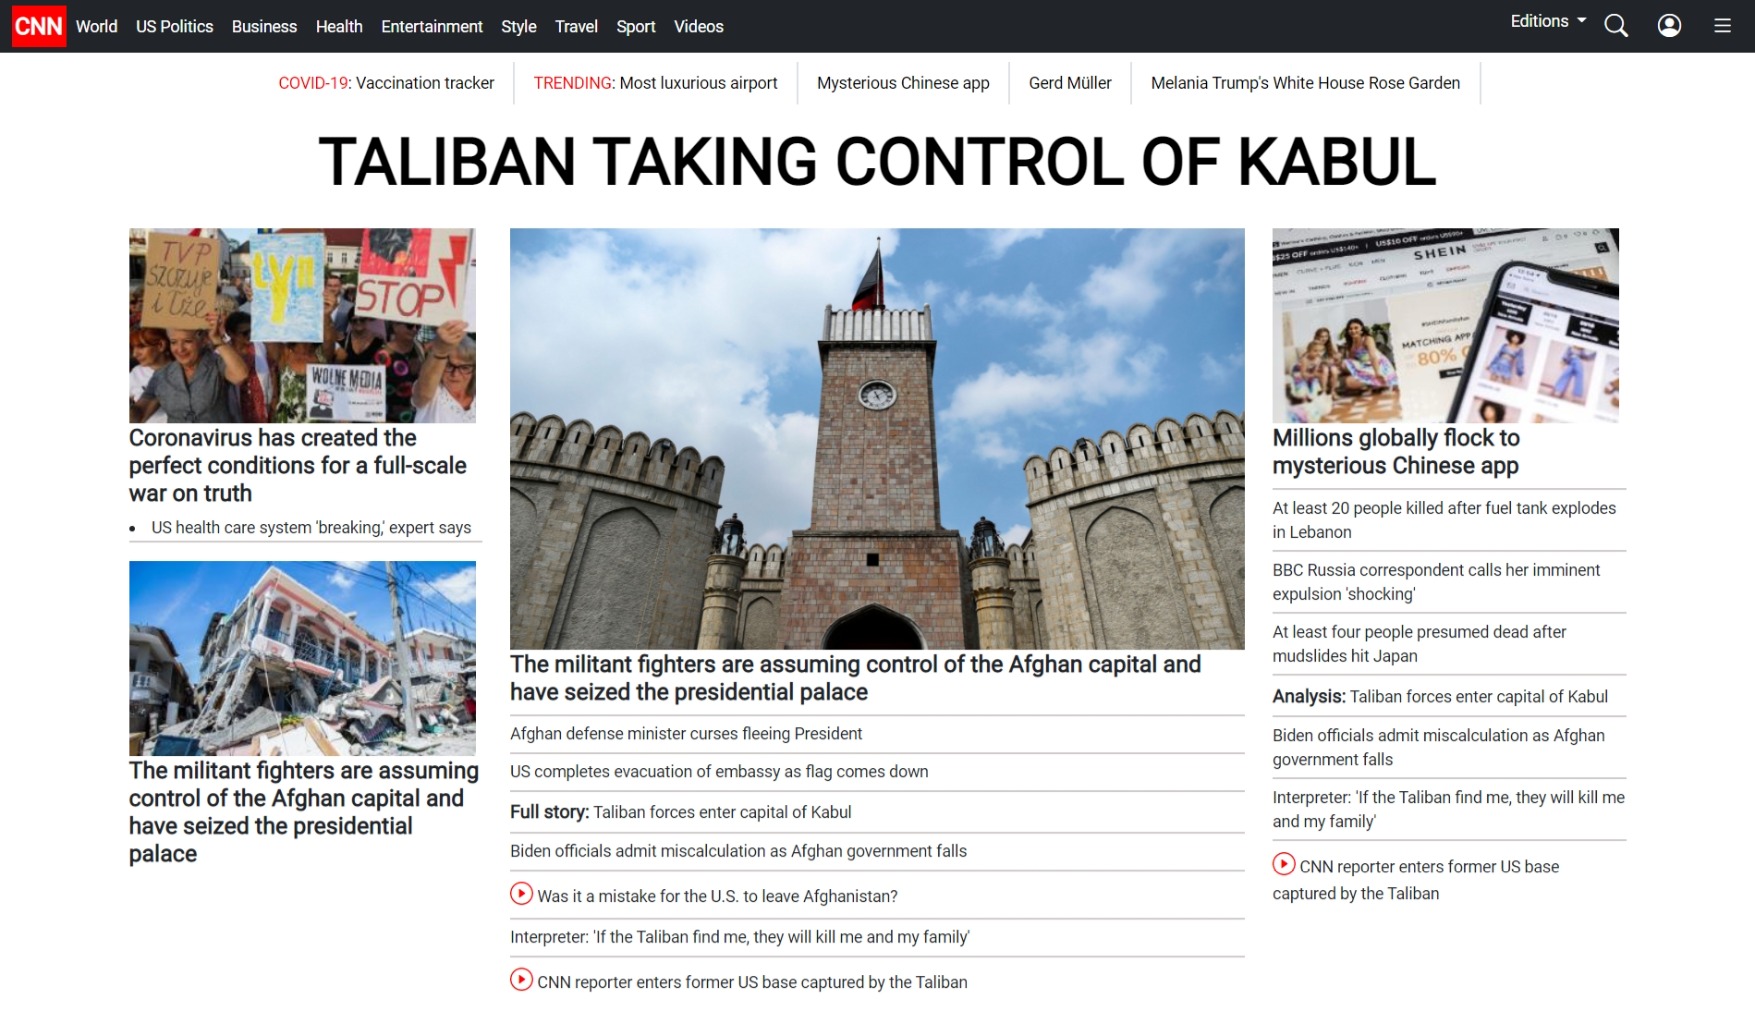 CNN World US Politics Business Health Entertainment Style Travel Sport Videos Editions
COVID-19: Vaccination tracker
TRENDING: Most luxurious airport
Mysterious Chinese app
Gerd Müller
Melania Trump's White House Rose Garden
TALIBAN TAKING CONTROL OF KABUL
TVP
SZCZUJE
i ŁŻE
tvn
STOP
WOLNE MEDIA
Coronavirus has created the
perfect conditions for a full-scale
war on truth
US health care system 'breaking,' expert says
The militant fighters are assuming
control of the Afghan capital and
have seized the presidential
palace
The militant fighters are assuming control of the Afghan capital and
have seized the presidential palace
Afghan defense minister curses fleeing President
US completes evacuation of embassy as flag comes down
Full story: Taliban forces enter capital of Kabul
Biden officials admit miscalculation as Afghan government falls
Was it a mistake for the U.S. to leave Afghanistan?
Interpreter: 'If the Taliban find me, they will kill me and my family'
CNN reporter enters former US base captured by the Taliban
SHEIN
MATCHING APP
80%
Millions globally flock to
mysterious Chinese app
At least 20 people killed after fuel tank explodes
in Lebanon
BBC Russia correspondent calls her imminent
expulsion 'shocking'
At least four people presumed dead after
mudslides hit Japan
Analysis: Taliban forces enter capital of Kabul
Biden officials admit miscalculation as Afghan
government falls
Interpreter: 'If the Taliban find me, they will kill me
and my family'
CNN reporter enters former US base
captured by the Taliban